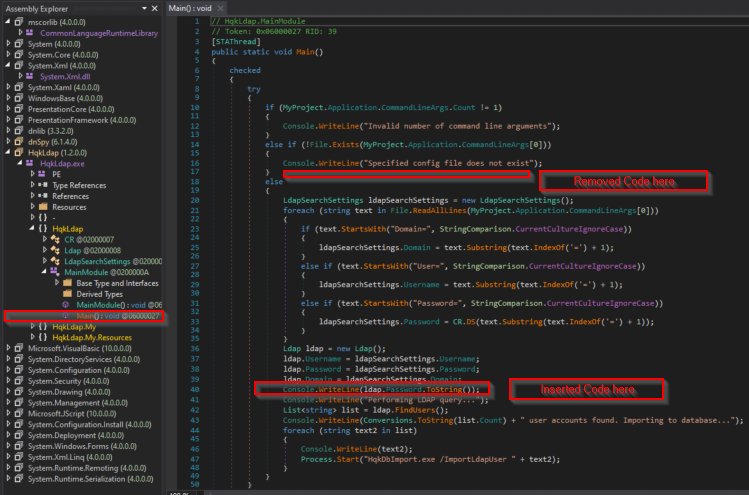 Assembly Explorer
mscorlib (4.0.0.0)
CommonLanguageRuntimeLibrary
System (4.0.0.0)
System.Core (4.0.0.0)
System.Xml (4.0.0.0)
System.Xml.dll
System.Xaml (4.0.0.0)
WindowsBase (4.0.0.0)
PresentationCore (4.0.0.0)
PresentationFramework (4.0.0.0)
dnlib (3.3.2.0)
dnSpy (6.1.4.0)
HqkLdap (1.2.0.0)
HqkLdap.exe
PE
Type References
References
Resources
{ } -
{ } HqkLdap
CR @02000007
Ldap @02000008
LdapSearchSettings @020000
MainModule @0200000A
Base Type and Interfaces
Derived Types
MainModule() : void @06
Main() : void @06000027
{ } HqkLdap.My
{ } HqkLdap.My.Resources
Microsoft.VisualBasic (10.0.0.0)
System.DirectoryServices (4.0.0.0)
System.Configuration (4.0.0.0)
System.Security (4.0.0.0)
System.Drawing (4.0.0.0)
System.Management (4.0.0.0)
Microsoft.JScript (10.0.0.0)
System.Configuration.Install (4.0.0.0)
System.Deployment (4.0.0.0)
System.Windows.Forms (4.0.0.0)
System.Xml.Linq (4.0.0.0)
System.Runtime.Remoting (4.0.0.0)
System.Runtime.Serialization (4.0.0.0)
Main() : void X
1 // HqkLdap.MainModule
2 // Token: 0x06000027 RID: 39
3 [STAThread]
4 public static void Main()
5 {
6 checked
7 {
8 try
9 {
10 if (MyProject.Application.CommandLineArgs.Count != 1)
11 {
12 Console.WriteLine("Invalid number of command line arguments");
13 }
14 else if (!File.Exists(MyProject.Application.CommandLineArgs[0]))
15 {
16 Console.WriteLine("Specified config file does not exist");
17 }
Removed Code here
18 else
19 {
20 LdapSearchSettings ldapSearchSettings = new LdapSearchSettings();
21 foreach (string text in File.ReadAllLines(MyProject.Application.CommandLineArgs[0]))
22 {
23 if (text.StartsWith("Domain=", StringComparison.CurrentCultureIgnoreCase))
24 {
25 ldapSearchSettings.Domain = text.Substring(text.IndexOf('=') + 1);
26 }
27 else if (text.StartsWith("User=", StringComparison.CurrentCultureIgnoreCase))
28 {
29 ldapSearchSettings.Username = text.Substring(text.IndexOf('=') + 1);
30 }
31 else if (text.StartsWith("Password=", StringComparison.CurrentCultureIgnoreCase))
32 {
33 ldapSearchSettings.Password = CR.DS(text.Substring(text.IndexOf('=') + 1));
34 }
35 }
36 Ldap ldap = new Ldap();
37 ldap.Username = ldapSearchSettings.Username;
38 ldap.Password = ldapSearchSettings.Password;
39 ldap.Domain = ldapSearchSettings.Domain;
40 Console.WriteLine(ldap.Password.ToString());
Inserted Code here
41 Console.WriteLine("Performing LDAP query...");
42 List<string> list = ldap.FindUsers();
43 Console.WriteLine(Conversions.ToString(list.Count) + " user accounts found. Importing to database...");
44 foreach (string text2 in list)
45 {
46 Console.WriteLine(text2);
47 Process.Start("HqkDbImport.exe /ImportLdapUser " + text2);
48 }
49 }
50 }